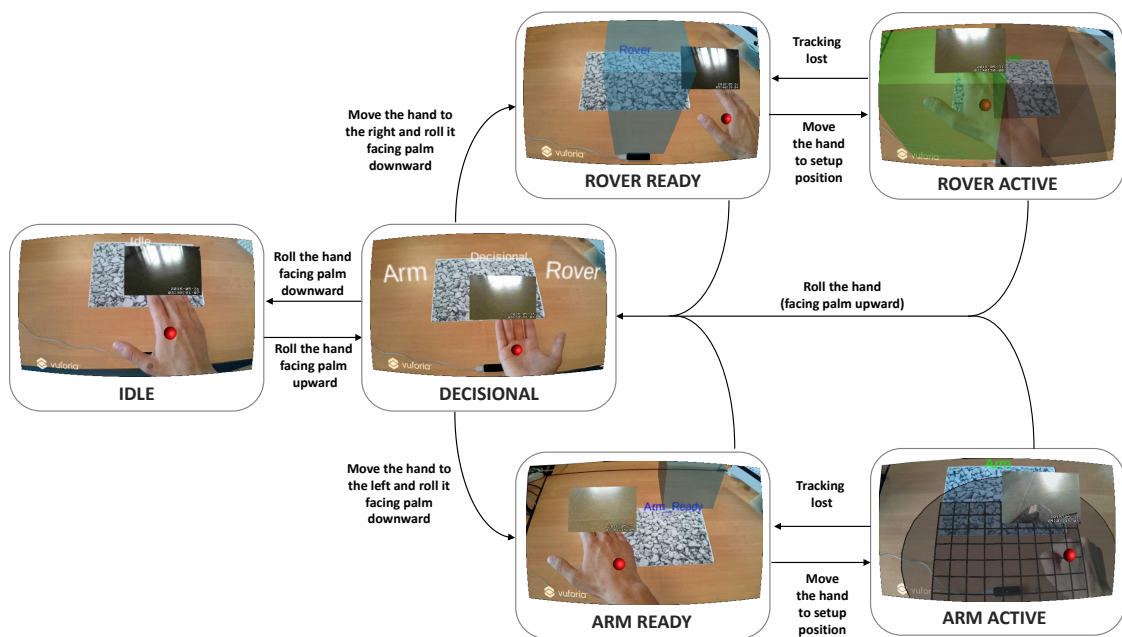 Rover
vuforia
ROVER READY
Tracking
lost
Move
the hand
to setup
position
vuforia
ROVER ACTIVE
Move the hand to
the right and roll it
facing palm
downward
Idle
vuforia
IDLE
Roll the hand
facing palm
downward
Roll the hand
facing palm
upward
Arm
Decisional
Rover
vuforia
DECISIONAL
Roll the hand
(facing palm upward)
Move the hand to
the left and roll it
facing palm
downward
Arm_Ready
vuforia
ARM READY
Tracking
lost
Move
the hand
to setup
position
Arm
vuforia
ARM ACTIVE